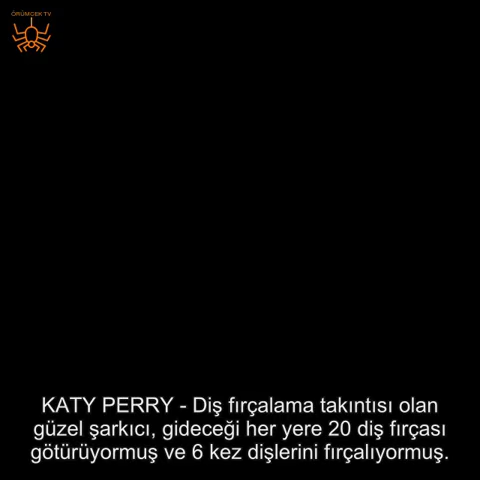 ÖRÜMCEK TV
KATY PERRY - Diş fırçalama takıntısı olan
güzel şarkıcı, gideceği her yere 20 diş fırçası
götürüyormuş ve 6 kez dişlerini fırçalıyormuş.